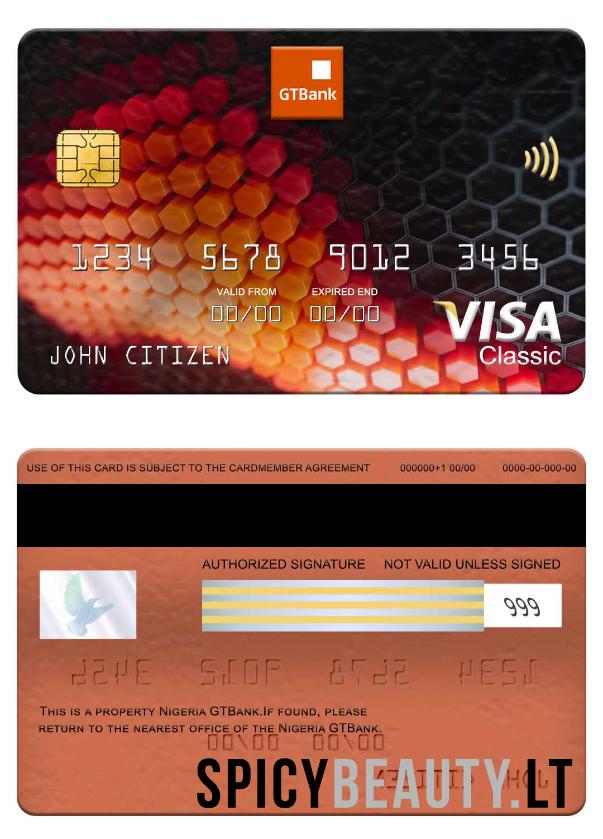 GTBank
1234 5678 9012 3456
VALID FROM EXPIRED END
00/00 00/00
VISA
JOHN CITIZEN
Classic
USE OF THIS CARD IS SUBJECT TO THE CARDMEMBER AGREEMENT 000000+1 00/00 0000-00-000-00
AUTHORIZED SIGNATURE NOT VALID UNLESS SIGNED
999
THIS IS A PROPERTY NIGERIA GTBANK.IF FOUND, PLEASE
RETURN TO THE NEAREST OFFICE OF THE NIGERIA GTBANK.
SPICYBEAUTY.LT